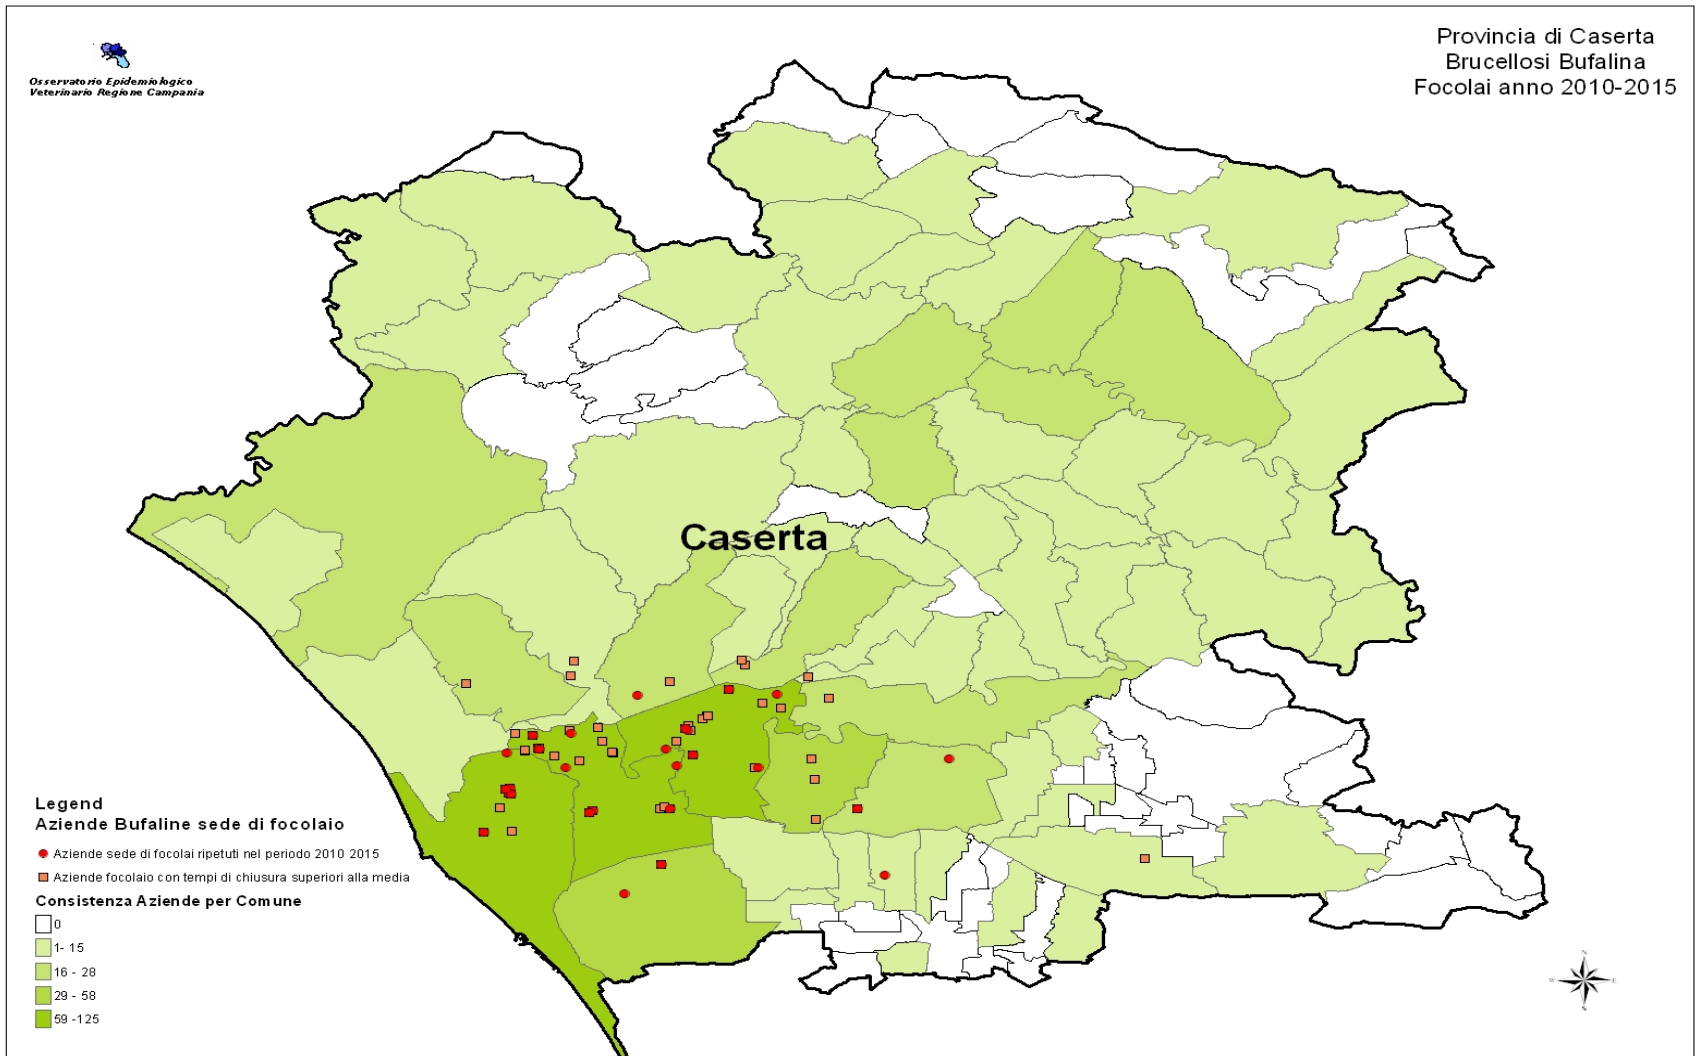 Osservatorio Epidemiologico
Veterinario Regione Campania
Provincia di Caserta
Brucellosi Bufalina
Focolai anno 2010-2015
Caserta
Legend
Aziende Bufaline sede di focolaio
Aziende sede di focolai ripetuti nel periodo 2010 2015
Aziende focolaio con tempi di chiusura superiori alla media
Consistenza Aziende per Comune
0
1- 15
16 - 28
29 - 58
59 -125
N
W
E
S